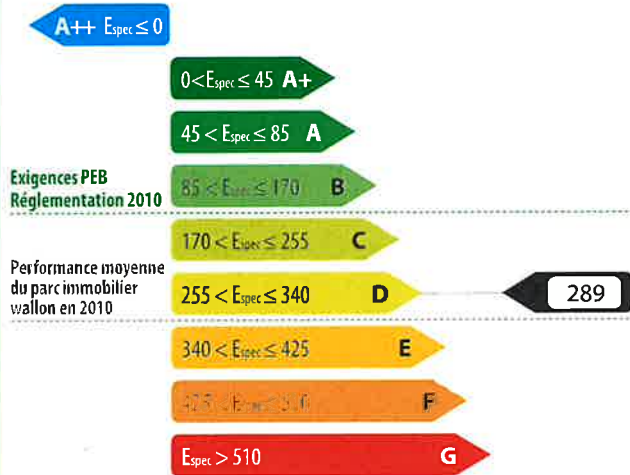 A++ Espec ≤ 0
0 < Espec ≤ 45 A+
45 < Espec ≤ 85 A
Exigences PEB
Réglementation 2010
85 < Espec ≤ 170 B
170 < Espec ≤ 255 C
Performance moyenne
du parc immobilier
wallon en 2010
255 < Espec ≤ 340 D
289
340 < Espec ≤ 425 E
F
Espec > 510 G